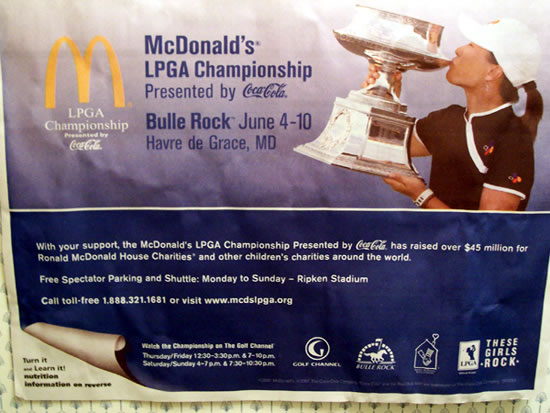 McDonald's®
LPGA Championship
Presented by Coca-Cola.
Bulle Rock™ June 4-10
Havre de Grace, MD
LPGA
Championship
Presented by
Coca-Cola.
With your support, the McDonald's LPGA Championship Presented by Coca-Cola has raised over $45 million for
Ronald McDonald House Charities® and other children's charities around the world.
Free Spectator Parking and Shuttle: Monday to Sunday – Ripken Stadium
Call toll-free 1.888.321.1681 or visit www.mcdslpga.org
Watch the Championship on The Golf Channel
Thursday/Friday 12:30-3:30p.m. & 7-10p.m.
Saturday/Sunday 4-7p.m. & 7:30-10:30 p.m.
Turn it
and Learn it!
nutrition
information on reverse
GOLF CHANNEL
BULLE ROCK
LPGA
THESE
GIRLS
ROCK